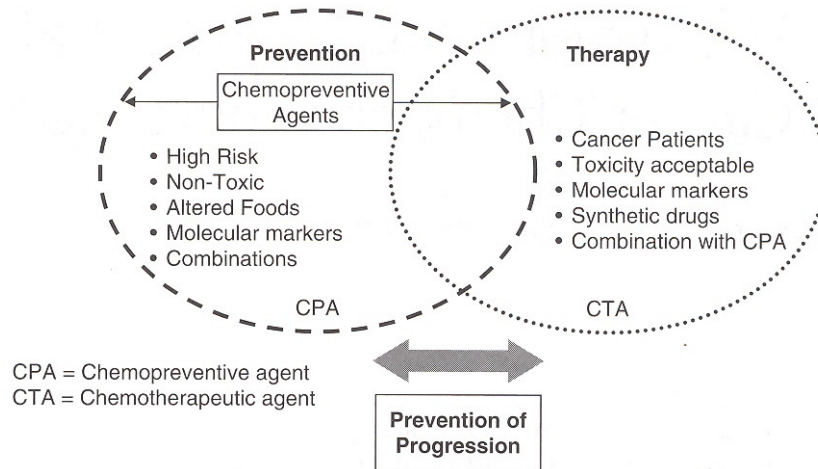 Prevention
Therapy
Chemopreventive
Agents
• High Risk
• Non-Toxic
• Altered Foods
• Molecular markers
• Combinations
CPA
• Cancer Patients
• Toxicity acceptable
• Molecular markers
• Synthetic drugs
• Combination with CPA
CTA
CPA = Chemopreventive agent
CTA = Chemotherapeutic agent
Prevention of
Progression